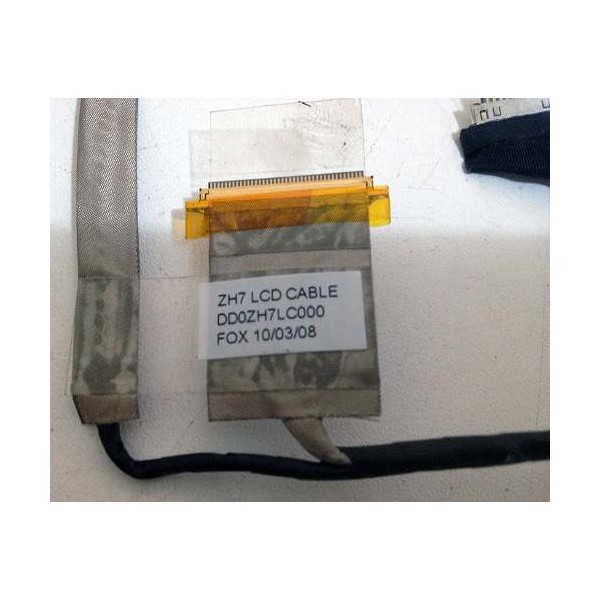 ZH7 LCD CABLE
DD0ZH7LC000
FOX 10/03/08